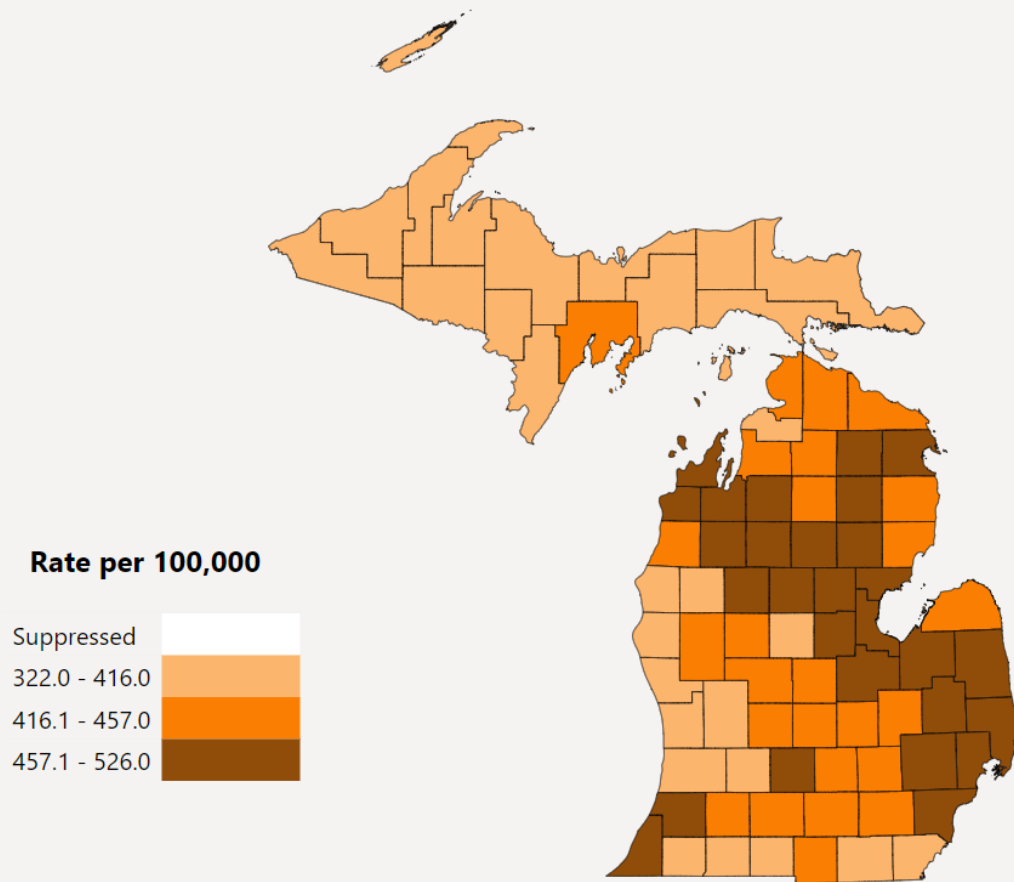 Rate per 100,000
Suppressed
322.0 - 416.0
416.1 - 457.0
457.1 - 526.0